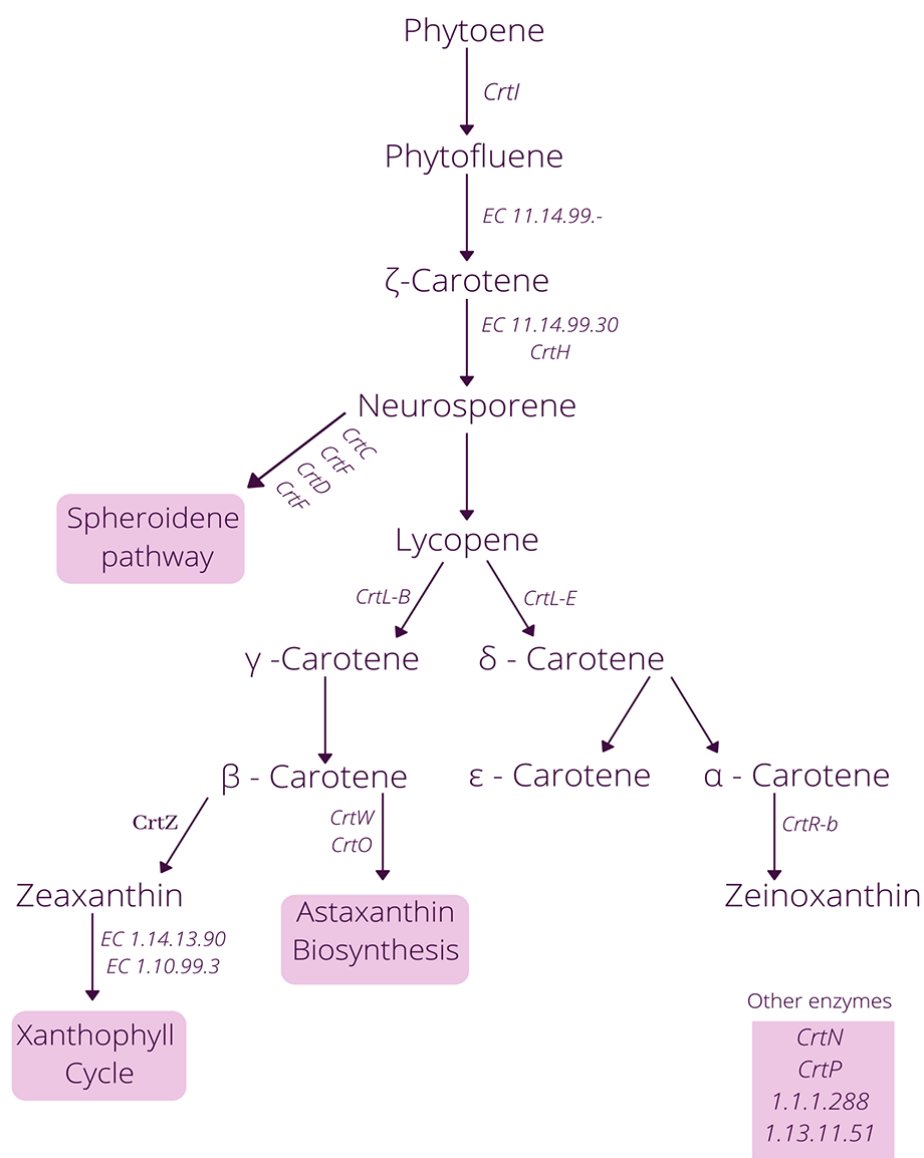 Phytoene
CrtI
Phytofluene
EC 11.14.99.-
ζ-Carotene
EC 11.14.99.30
CrtH
Neurosporene
CrtC
CrtF
CrtD
CrtF
Spheroidene
pathway
Lycopene
CrtL-B
CrtL-E
γ -Carotene
δ - Carotene
β - Carotene
ε - Carotene
α - Carotene
CrtZ
CrtW
CrtO
CrtR-b
Zeaxanthin
Astaxanthin
Biosynthesis
Zeinoxanthin
EC 1.14.13.90
EC 1.10.99.3
Xanthophyll
Cycle
Other enzymes
CrtN
CrtP
1.1.1.288
1.13.11.51